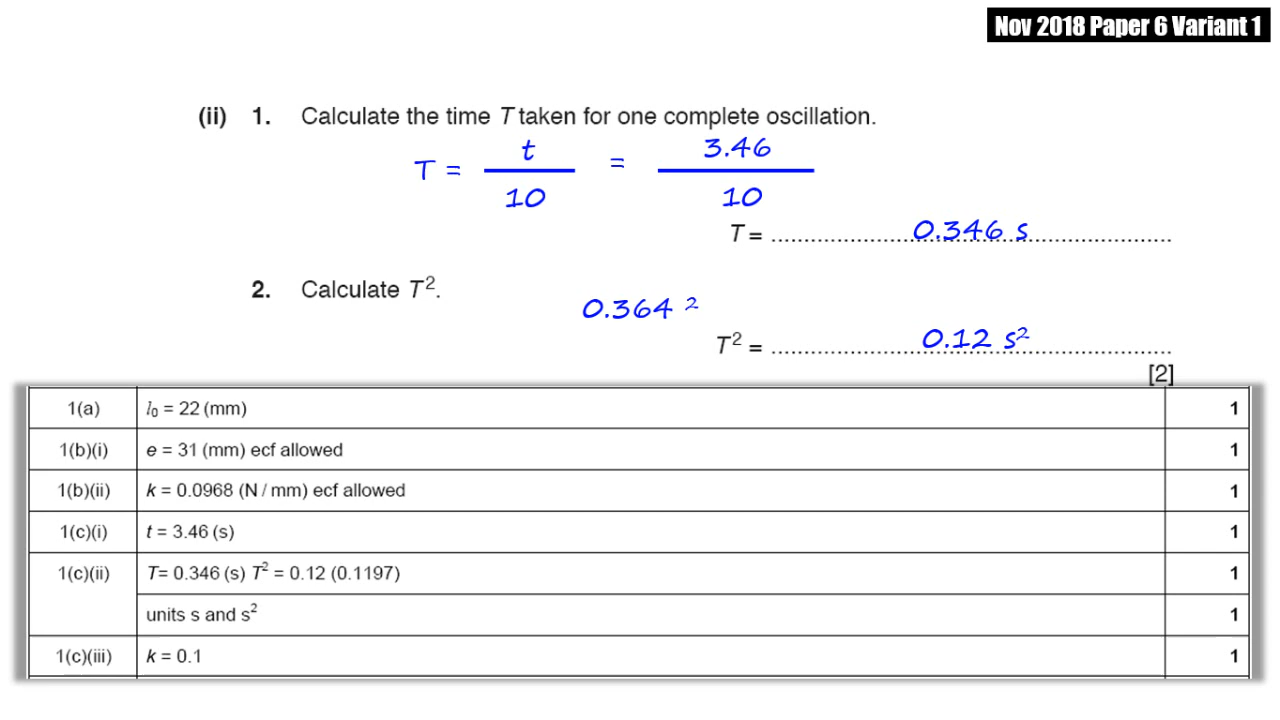 Nov 2018 Paper 6 Variant 1
(ii) 1. Calculate the time T taken for one complete oscillation.
T = t/10 = 3.46/10
T = ........ 0.346 s ........
2. Calculate T².
0.364 ²
T² = ........ 0.12 s² ........
[2]
1(a) l₀ = 22 (mm) 1
1(b)(i) e = 31 (mm) ecf allowed 1
1(b)(ii) k = 0.0968 (N / mm) ecf allowed 1
1(c)(i) t = 3.46 (s) 1
1(c)(ii) T= 0.346 (s) T² = 0.12 (0.1197) 1
units s and s² 1
1(c)(iii) k = 0.1 1